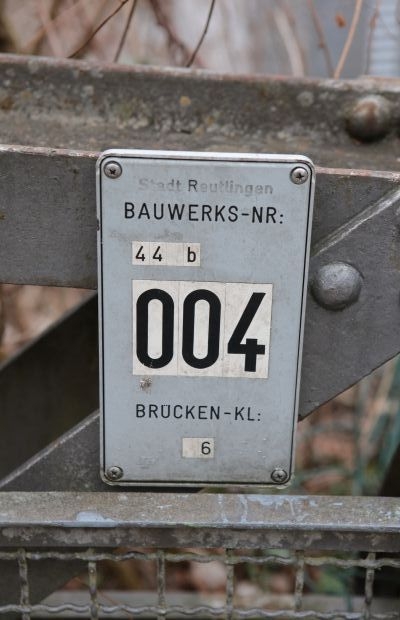 Stadt Reutlingen
BAUWERKS-NR:
44 b
004
BRÜCKEN-KL:
6